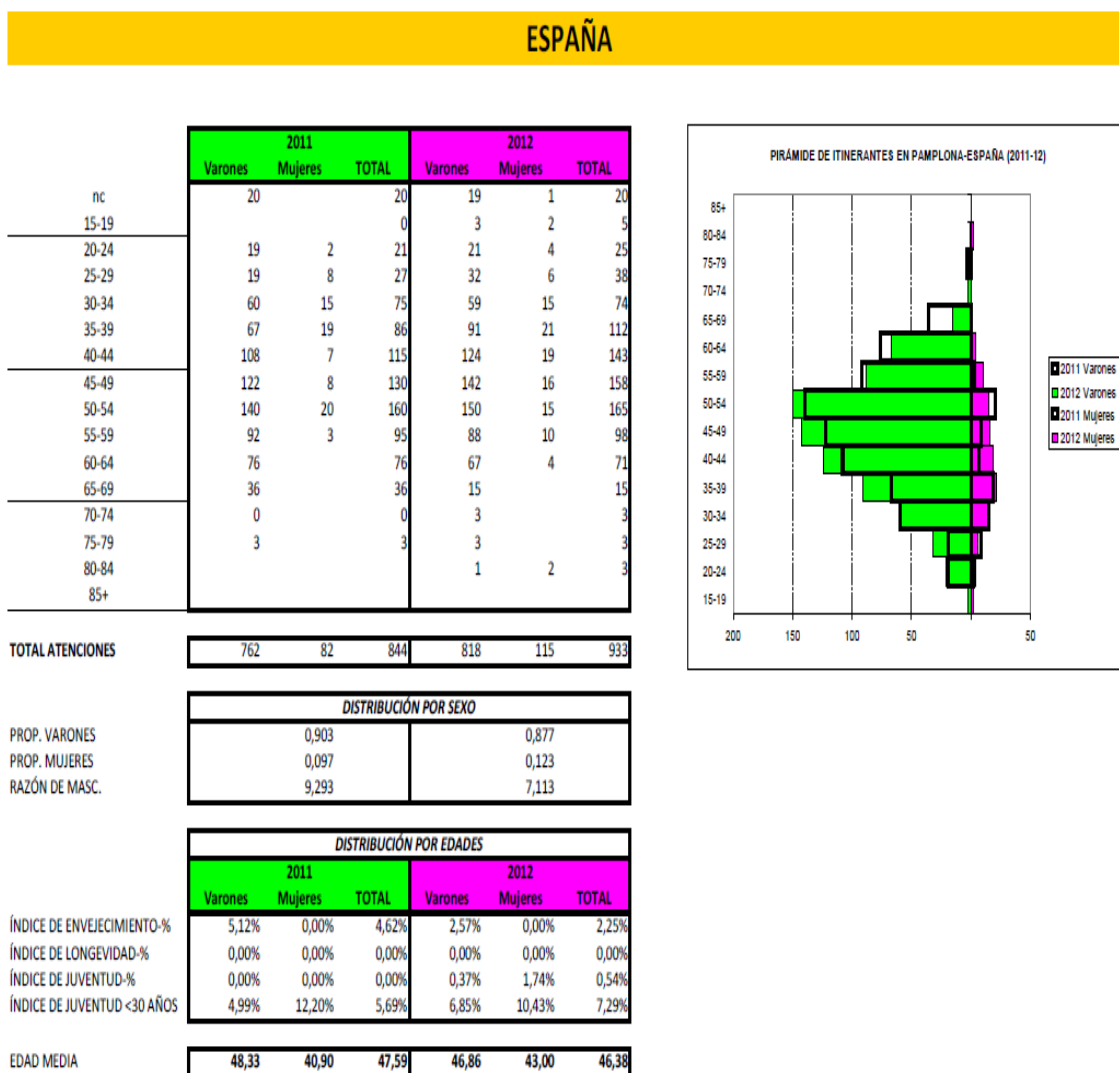 ESPAÑA
2011 2012
Varones Mujeres TOTAL Varones Mujeres TOTAL
nc 20 20 19 1 20
15-19 0 3 2 5
20-24 19 2 21 21 4 25
25-29 19 8 27 32 6 38
30-34 60 15 75 59 15 74
35-39 67 19 86 91 21 112
40-44 108 7 115 124 19 143
45-49 122 8 130 142 16 158
50-54 140 20 160 150 15 165
55-59 92 3 95 88 10 98
60-64 76 76 67 4 71
65-69 36 36 15 15
70-74 0 0 3 3
75-79 3 3 3 3
80-84 1 2 3
85+
TOTAL ATENCIONES 762 82 844 818 115 933
DISTRIBUCIÓN POR SEXO
PROP. VARONES 0,903 0,877
PROP. MUJERES 0,097 0,123
RAZÓN DE MASC. 9,293 7,113
DISTRIBUCIÓN POR EDADES
2011 2012
Varones Mujeres TOTAL Varones Mujeres TOTAL
ÍNDICE DE ENVEJECIMIENTO-% 5,12% 0,00% 4,62% 2,57% 0,00% 2,25%
ÍNDICE DE LONGEVIDAD-% 0,00% 0,00% 0,00% 0,00% 0,00% 0,00%
ÍNDICE DE JUVENTUD-% 0,00% 0,00% 0,00% 0,37% 1,74% 0,54%
ÍNDICE DE JUVENTUD <30 AÑOS 4,99% 12,20% 5,69% 6,85% 10,43% 7,29%
EDAD MEDIA 48,33 40,90 47,59 46,86 43,00 46,38
PIRÁMIDE DE ITINERANTES EN PAMPLONA-ESPAÑA (2011-12)
85+
80-84
75-79
70-74
65-69
60-64
55-59
50-54
45-49
40-44
35-39
30-34
25-29
20-24
15-19
200 150 100 50 50
2011 Varones
2012 Varones
2011 Mujeres
2012 Mujeres